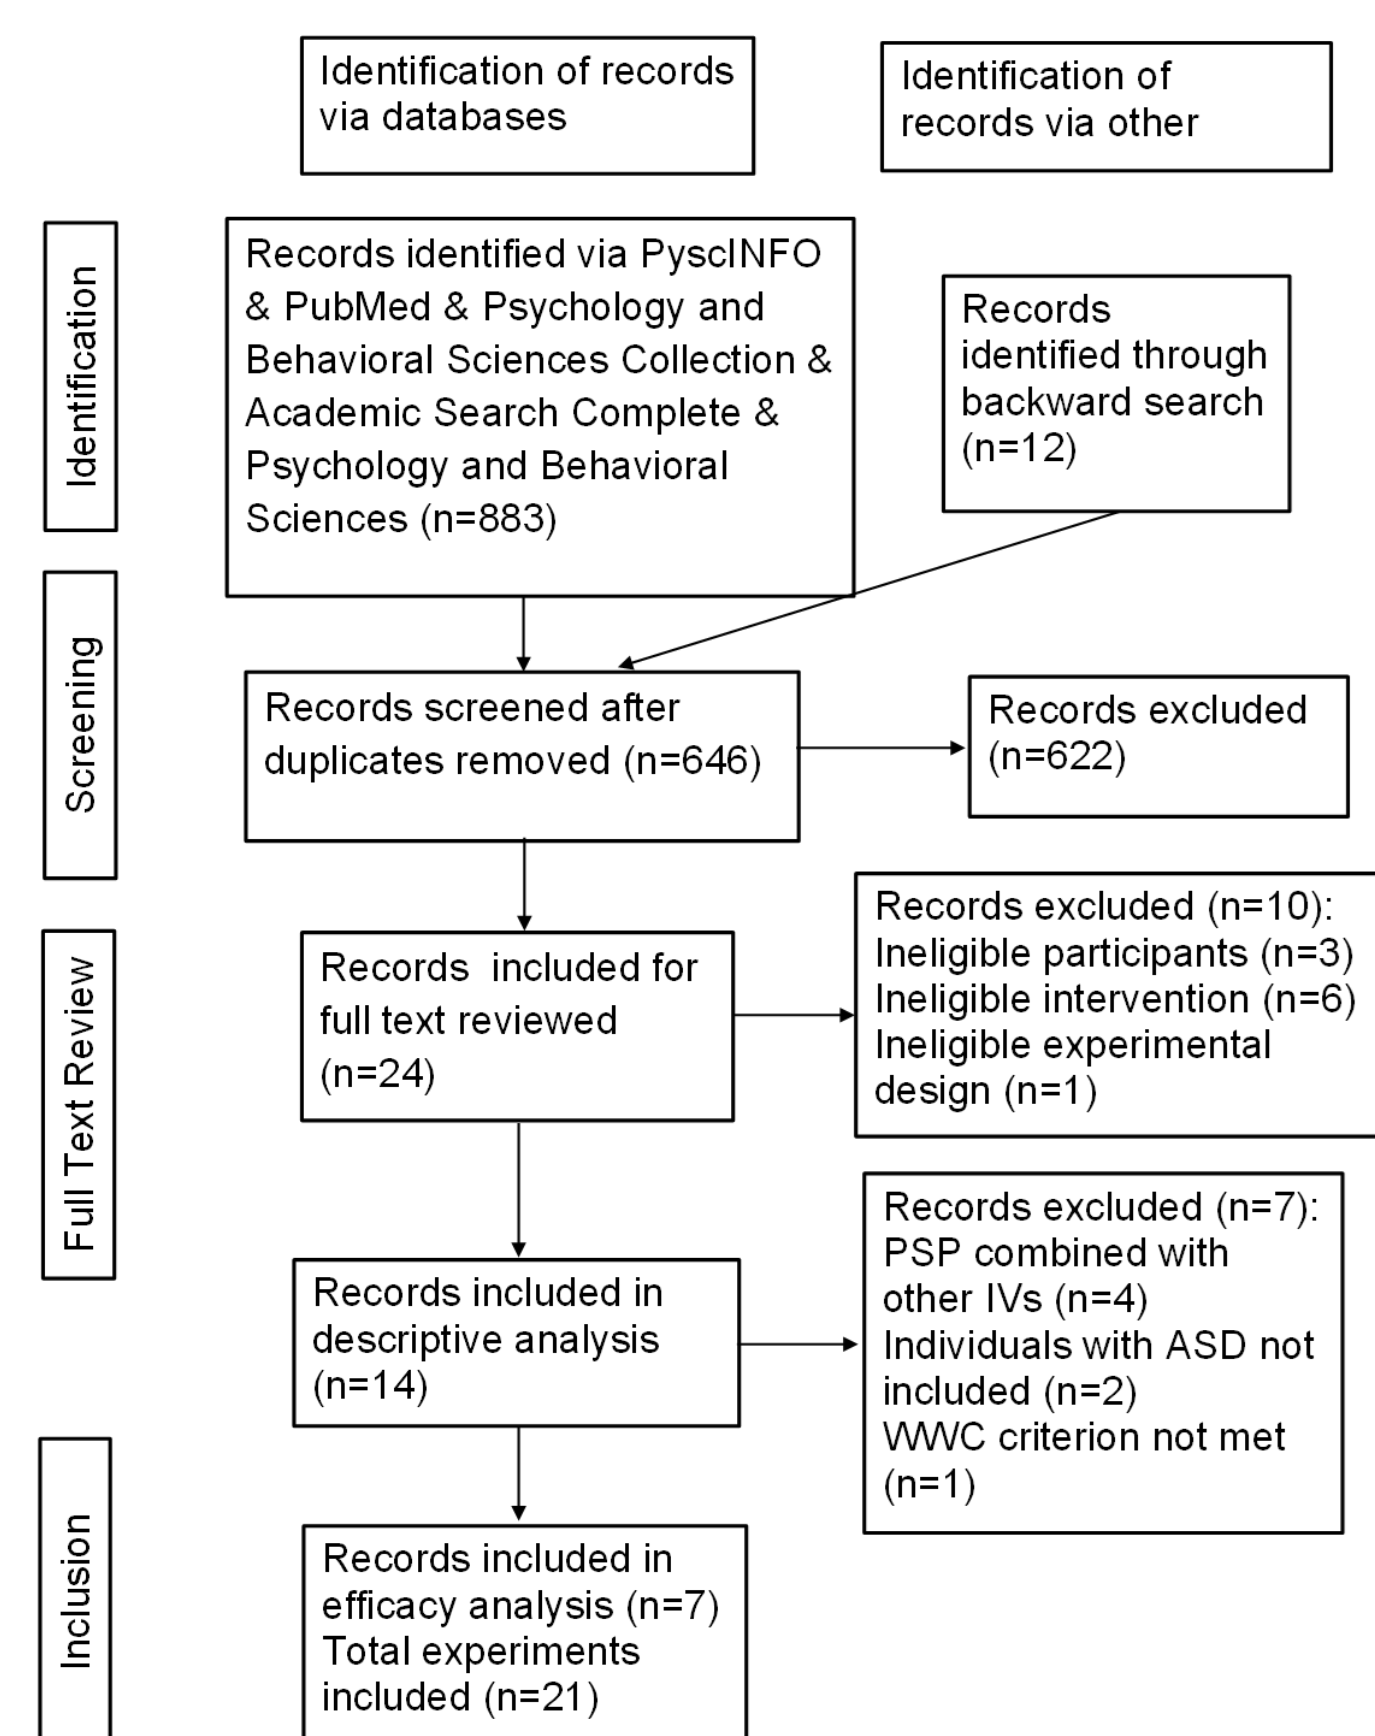 Identification of records
via databases
Identification of
records via other
Identification
Records identified via PyscINFO
& PubMed & Psychology and
Behavioral Sciences Collection &
Academic Search Complete &
Psychology and Behavioral
Sciences (n=883)
Records
identified through
backward search
(n=12)
Screening
Records screened after
duplicates removed (n=646)
Records excluded
(n=622)
Full Text Review
Records included for
full text reviewed
(n=24)
Records excluded (n=10):
Ineligible participants (n=3)
Ineligible intervention (n=6)
Ineligible experimental
design (n=1)
Records included in
descriptive analysis
(n=14)
Records excluded (n=7):
PSP combined with
other IVs (n=4)
Individuals with ASD not
included (n=2)
WWC criterion not met
(n=1)
Inclusion
Records included in
efficacy analysis (n=7)
Total experiments
included (n=21)